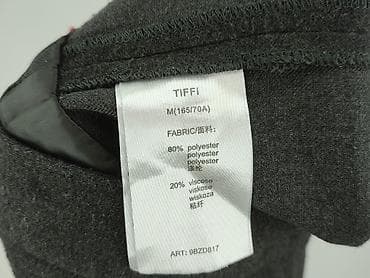 TIFFI
M(165/70A)
FABRIC/面料:
80% polyester
polyester
polyester
涤纶
20% viscose
viskose
wiskoza
粘纤
ART: 9BZD817